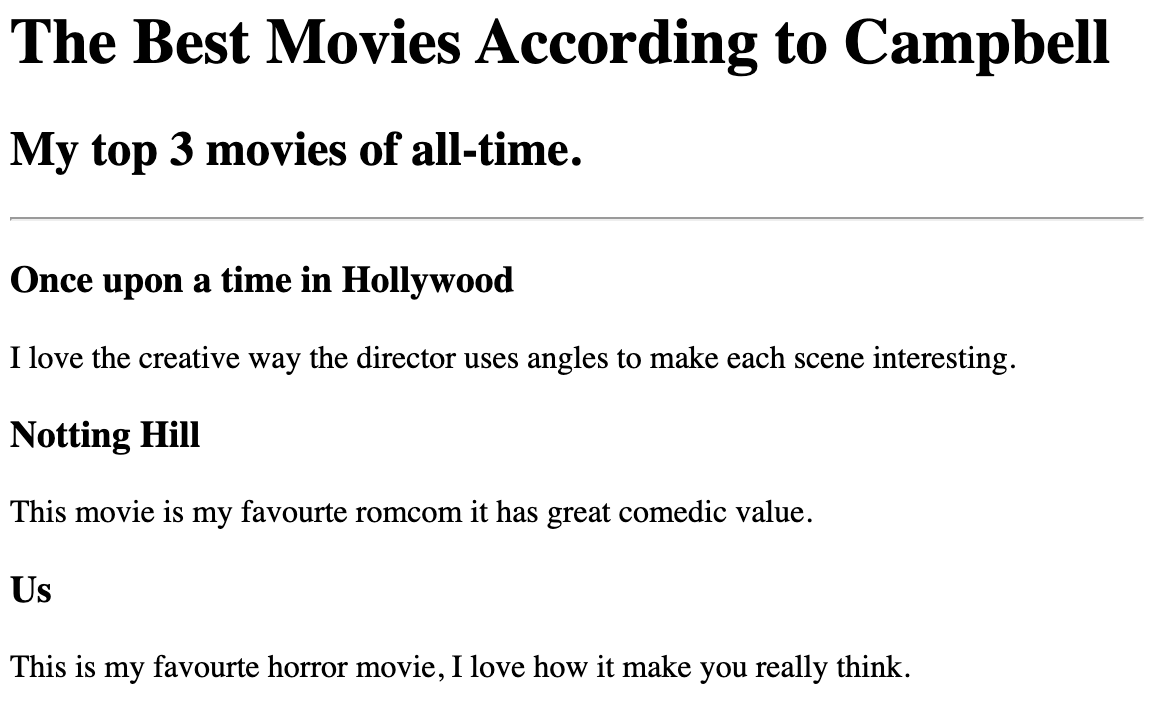 The Best Movies According to Campbell
My top 3 movies of all-time.
Once upon a time in Hollywood
I love the creative way the director uses angles to make each scene interesting.
Notting Hill
This movie is my favourte romcom it has great comedic value.
Us
This is my favourte horror movie, I love how it make you really think.